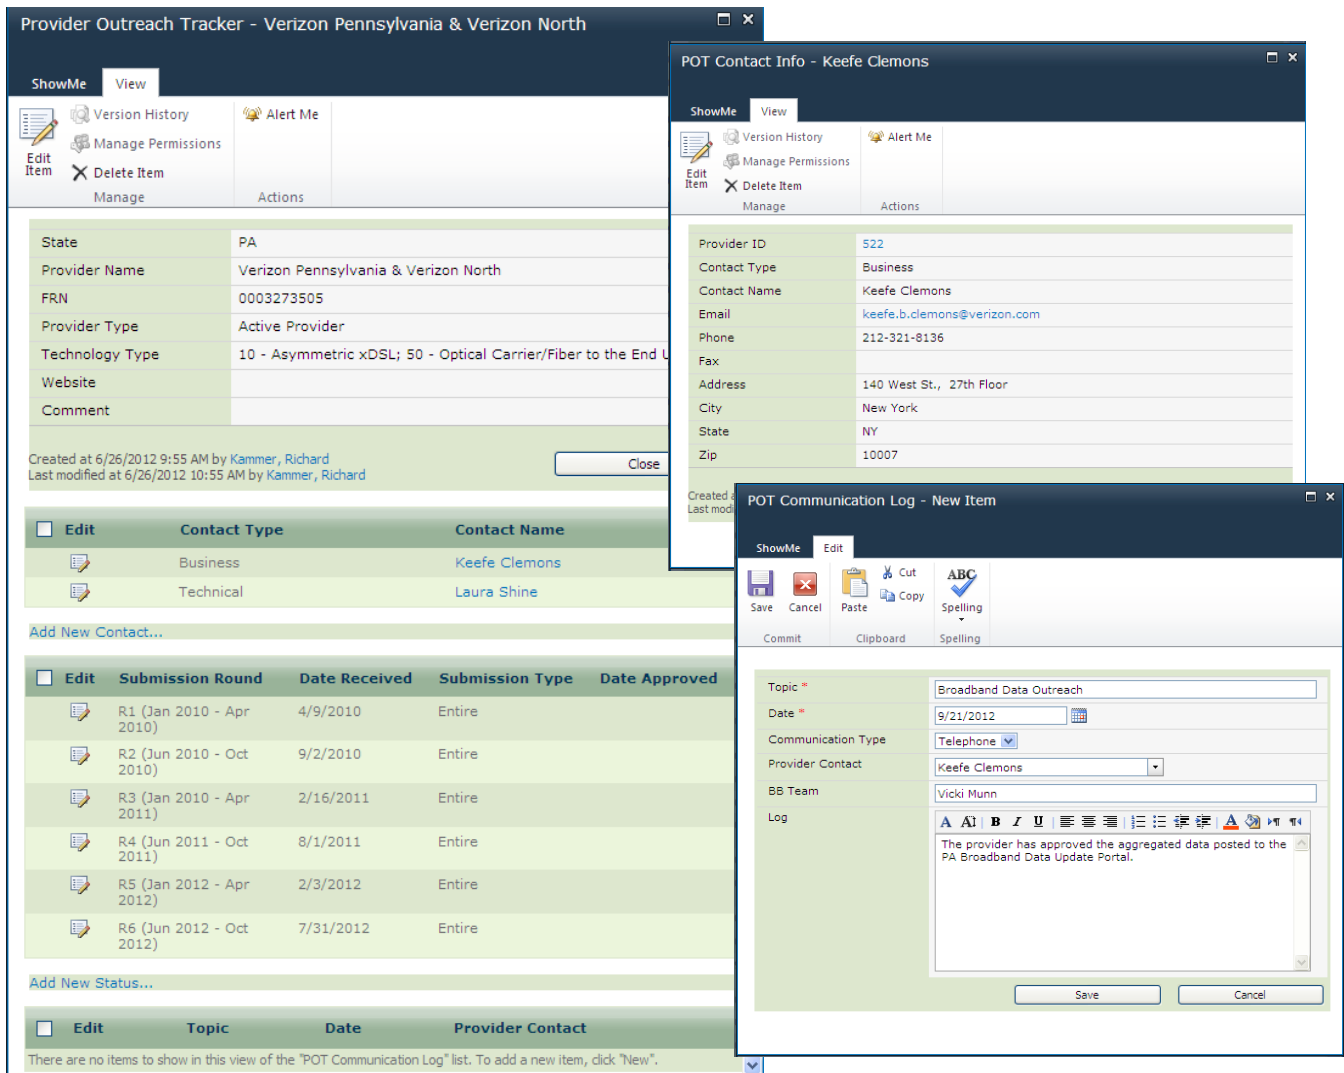 Provider Outreach Tracker - Verizon Pennsylvania & Verizon North
ShowMe View
Version History
Manage Permissions
Delete Item
Edit Item
Manage
Alert Me
Actions
State PA
Provider Name Verizon Pennsylvania & Verizon North
FRN 0003273505
Provider Type Active Provider
Technology Type 10 - Asymmetric xDSL; 50 - Optical Carrier/Fiber to the End U
Website
Comment
Created at 6/26/2012 9:55 AM by Kammer, Richard
Last modified at 6/26/2012 10:55 AM by Kammer, Richard
Close
Edit Contact Type Contact Name
Business Keefe Clemons
Technical Laura Shine
Add New Contact...
Edit Submission Round Date Received Submission Type Date Approved
R1 (Jan 2010 - Apr 2010) 4/9/2010 Entire
R2 (Jun 2010 - Oct 2010) 9/2/2010 Entire
R3 (Jan 2010 - Apr 2011) 2/16/2011 Entire
R4 (Jun 2011 - Oct 2011) 8/1/2011 Entire
R5 (Jan 2012 - Apr 2012) 2/3/2012 Entire
R6 (Jun 2012 - Oct 2012) 7/31/2012 Entire
Add New Status...
Edit Topic Date Provider Contact
There are no items to show in this view of the "POT Communication Log" list. To add a new item, click "New".
POT Contact Info - Keefe Clemons
ShowMe View
Version History
Manage Permissions
Delete Item
Edit Item
Manage
Alert Me
Actions
Provider ID 522
Contact Type Business
Contact Name Keefe Clemons
Email keefe.b.clemons@verizon.com
Phone 212-321-8136
Fax
Address 140 West St., 27th Floor
City New York
State NY
Zip 10007
Created a
Last modi
POT Communication Log - New Item
ShowMe Edit
Save Cancel
Commit
Paste
Cut
Copy
Clipboard
ABC
Spelling
Spelling
Topic * Broadband Data Outreach
Date * 9/21/2012
Communication Type Telephone
Provider Contact Keefe Clemons
BB Team Vicki Munn
Log
A AI B I U A
The provider has approved the aggregated data posted to the
PA Broadband Data Update Portal.
Save Cancel